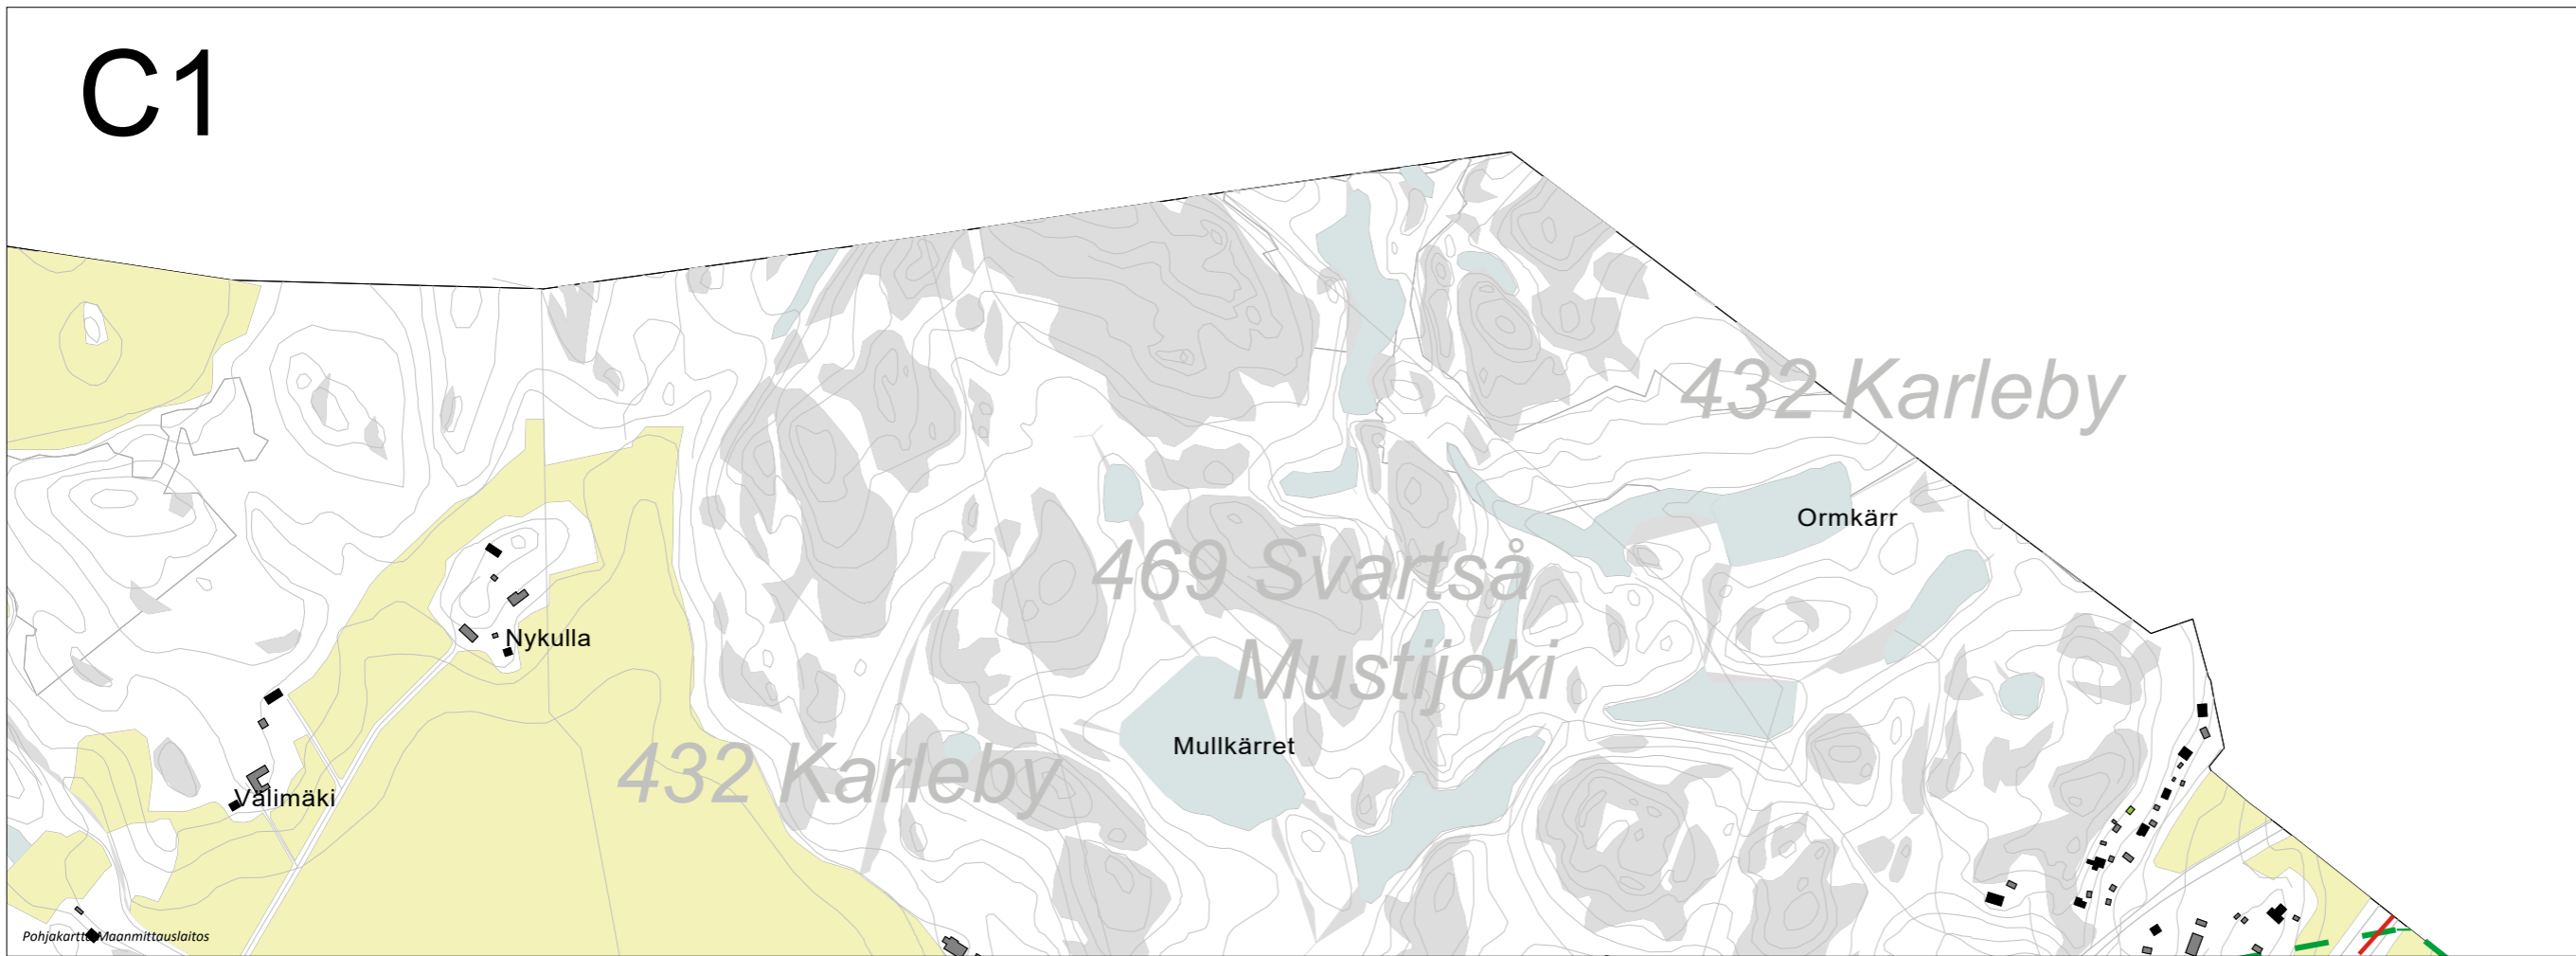 C1
432 Karleby
Ormkärr
469 Svartså
Mustijoki
Nykulla
Mullkärret
432 Karleby
Välimäki
Pohjakartta Maanmittauslaitos